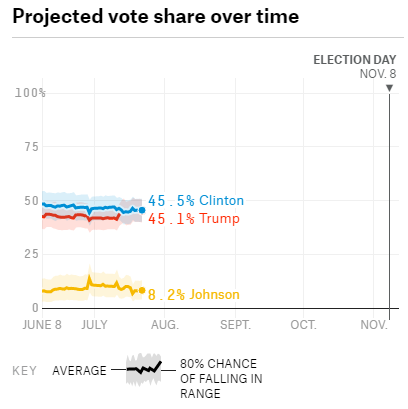 Projected vote share over time
ELECTION DAY
NOV. 8
100%
75
50
45.5% Clinton
45.1% Trump
25
8.2% Johnson
0
JUNE 8 JULY AUG. SEPT. OCT. NOV.
KEY AVERAGE 80% CHANCE
OF FALLING IN
RANGE